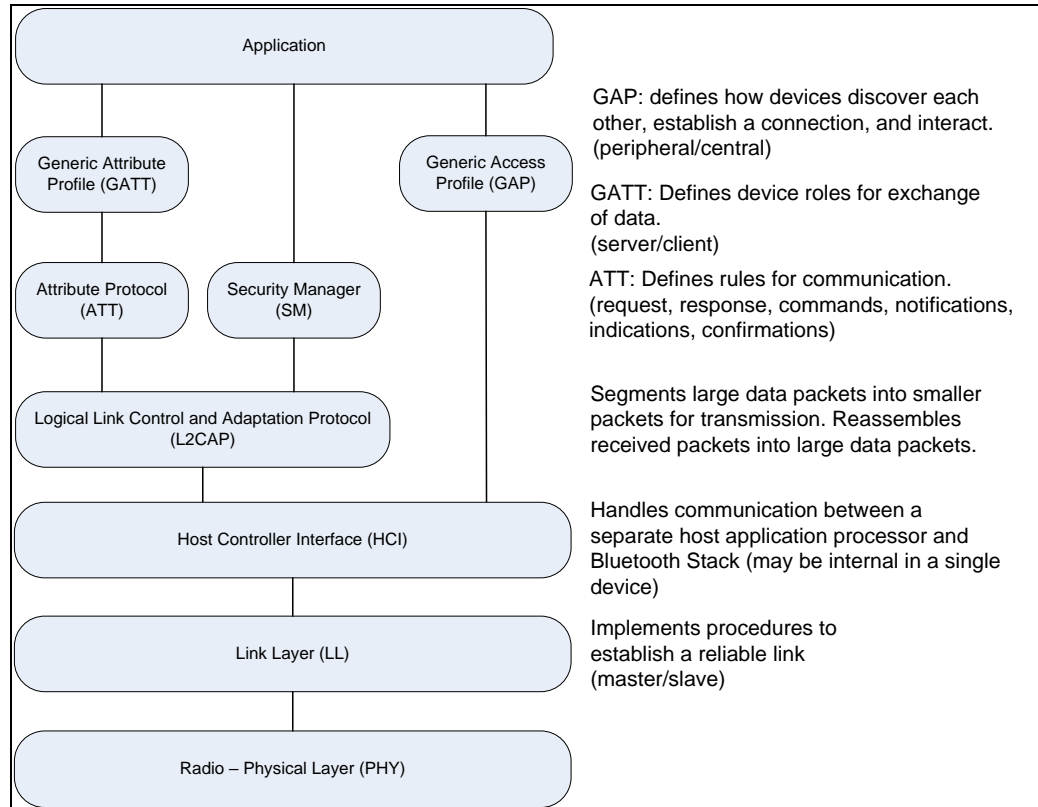 Application
GAP: defines how devices discover each
other, establish a connection, and interact.
(peripheral/central)
Generic Attribute
Profile (GATT)
Generic Access
Profile (GAP)
GATT: Defines device roles for exchange
of data.
(server/client)
Attribute Protocol
(ATT)
Security Manager
(SM)
ATT: Defines rules for communication.
(request, response, commands, notifications,
indications, confirmations)
Logical Link Control and Adaptation Protocol
(L2CAP)
Segments large data packets into smaller
packets for transmission. Reassembles
received packets into large data packets.
Host Controller Interface (HCI)
Handles communication between a
separate host application processor and
Bluetooth Stack (may be internal in a single
device)
Link Layer (LL)
Implements procedures to
establish a reliable link
(master/slave)
Radio – Physical Layer (PHY)